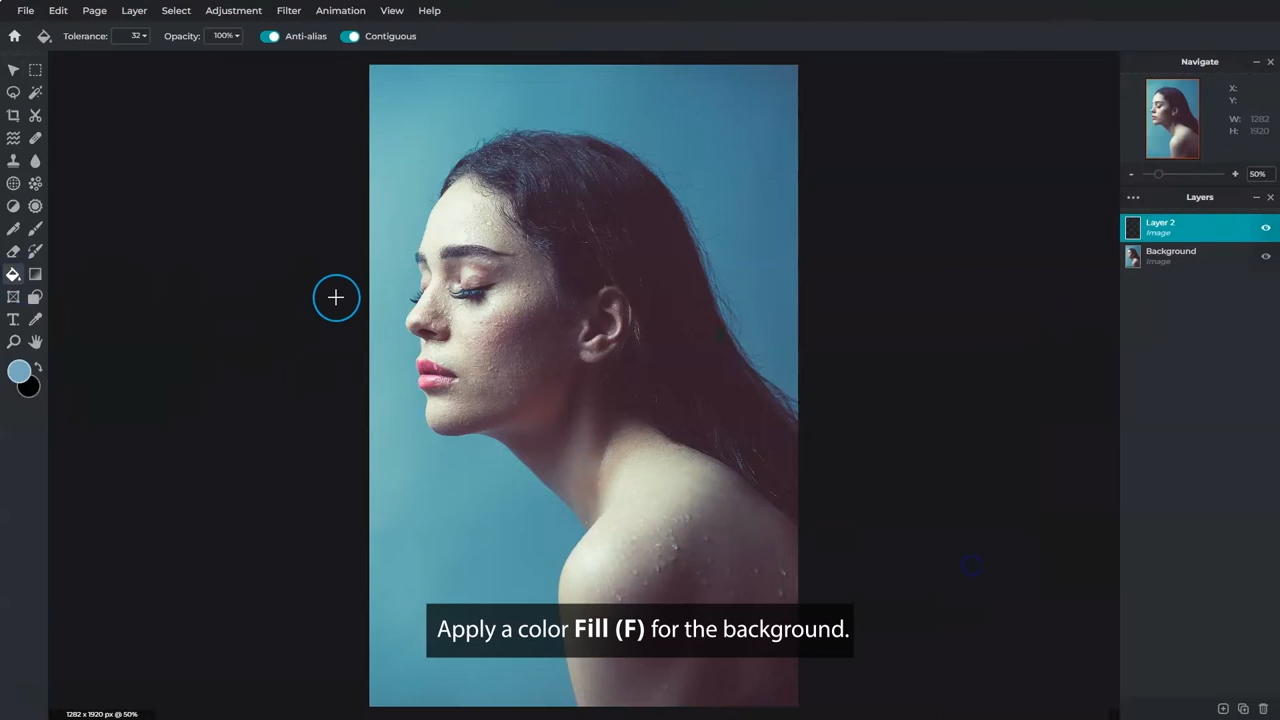 File Edit Page Layer Select Adjustment Filter Animation View Help
Tolerance: 32 Opacity: 100% Anti-alias Contiguous
Navigate
X:
Y:
W: 1282
H: 1920
- + 50%
Layers
Layer 2
Image
Background
Image
T
Apply a color Fill (F) for the background.
1282 x 1920 px @ 50%